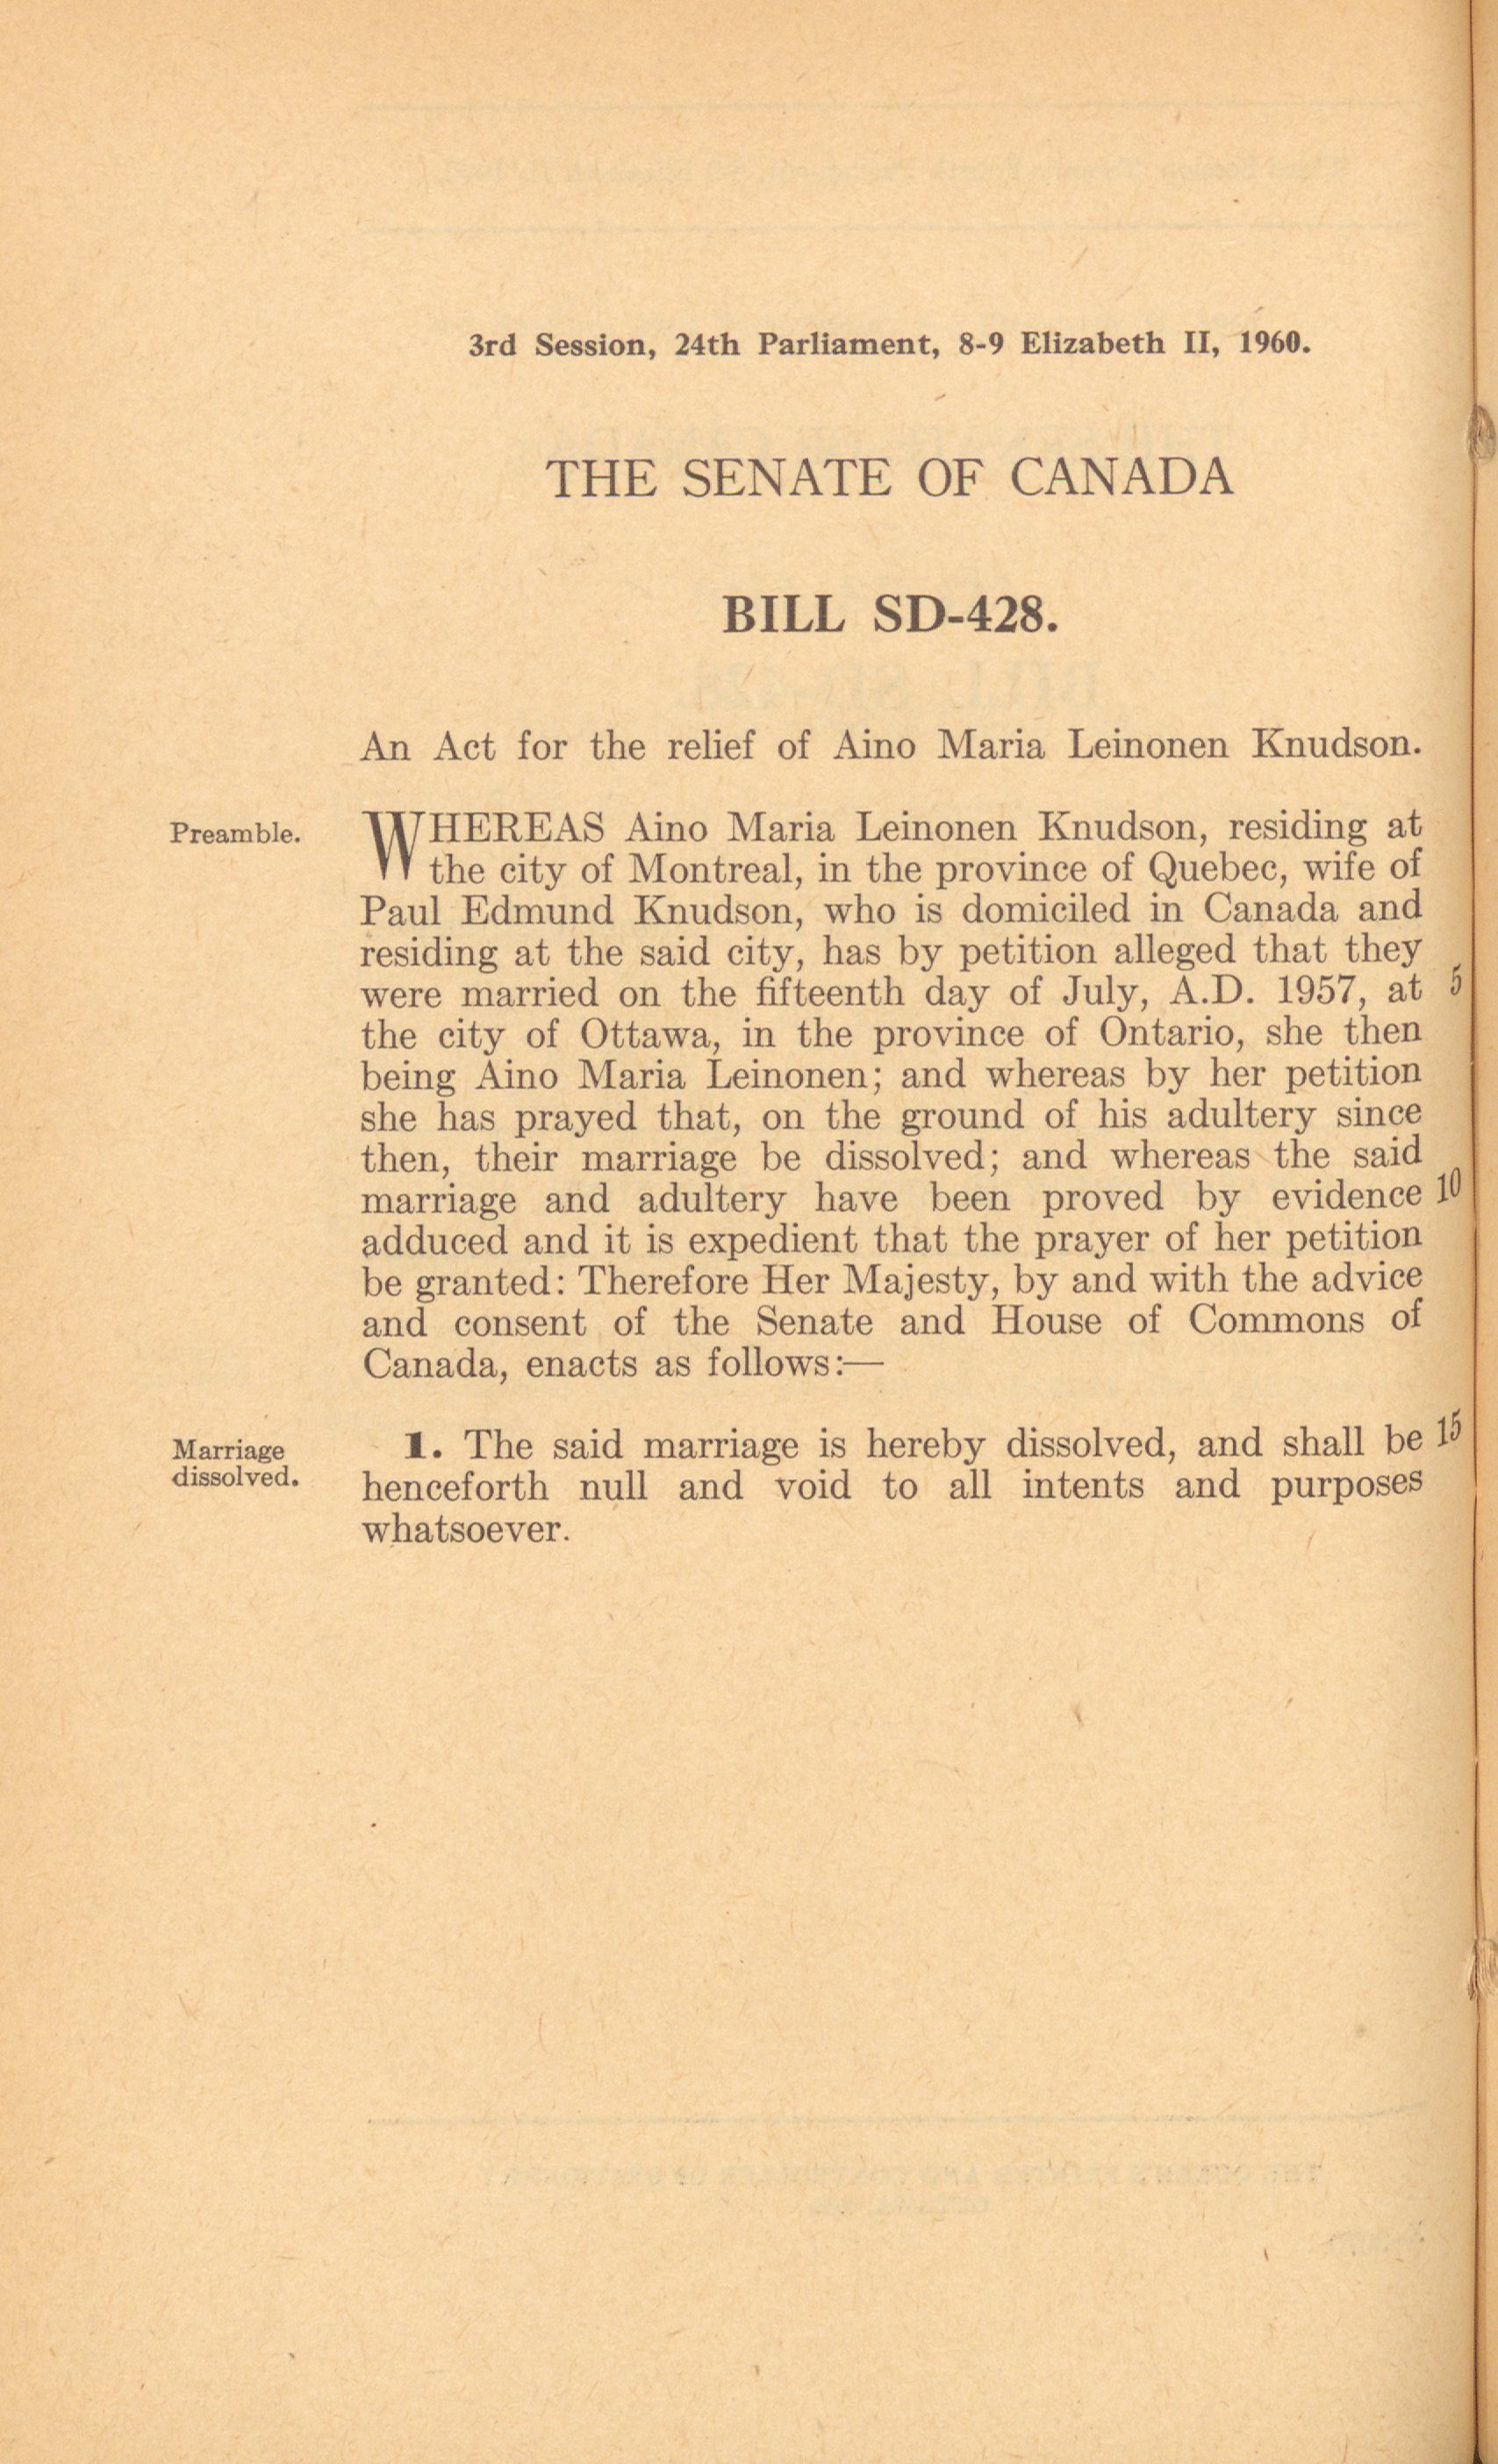 3rd Session, 24th Parliament, 8-9 Elizabeth II, 1960.
THE SENATE OF CANADA
BILL SD-428.
An Act for the relief of Aino Maria Leinonen Knudson.
Preamble.
WHEREAS Aino Maria Leinonen Knudson, residing at
the city of Montreal, in the province of Quebec, wife of
Paul Edmund Knudson, who is domiciled in Canada and
residing at the said city, has by petition alleged that they
were married on the fifteenth day of July, A.D. 1957, at 5
the city of Ottawa, in the province of Ontario, she then
being Aino Maria Leinonen; and whereas by her petition
she has prayed that, on the ground of his adultery since
then, their marriage be dissolved; and whereas the said
marriage and adultery have been proved by evidence 10
adduced and it is expedient that the prayer of her petition
be granted: Therefore Her Majesty, by and with the advice
and consent of the Senate and House of Commons of
Canada, enacts as follows:—
Marriage
dissolved.
1. The said marriage is hereby dissolved, and shall be 15
henceforth null and void to all intents and purposes
whatsoever.